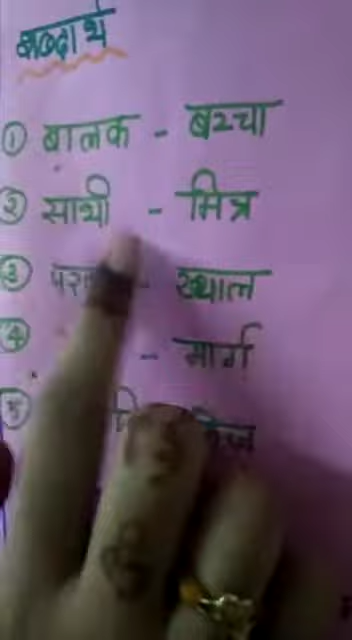 शब्दार्थ
① बालक - बच्चा
② साथी - मित्र
③ - ख्याल
④ - मार्ग
⑤